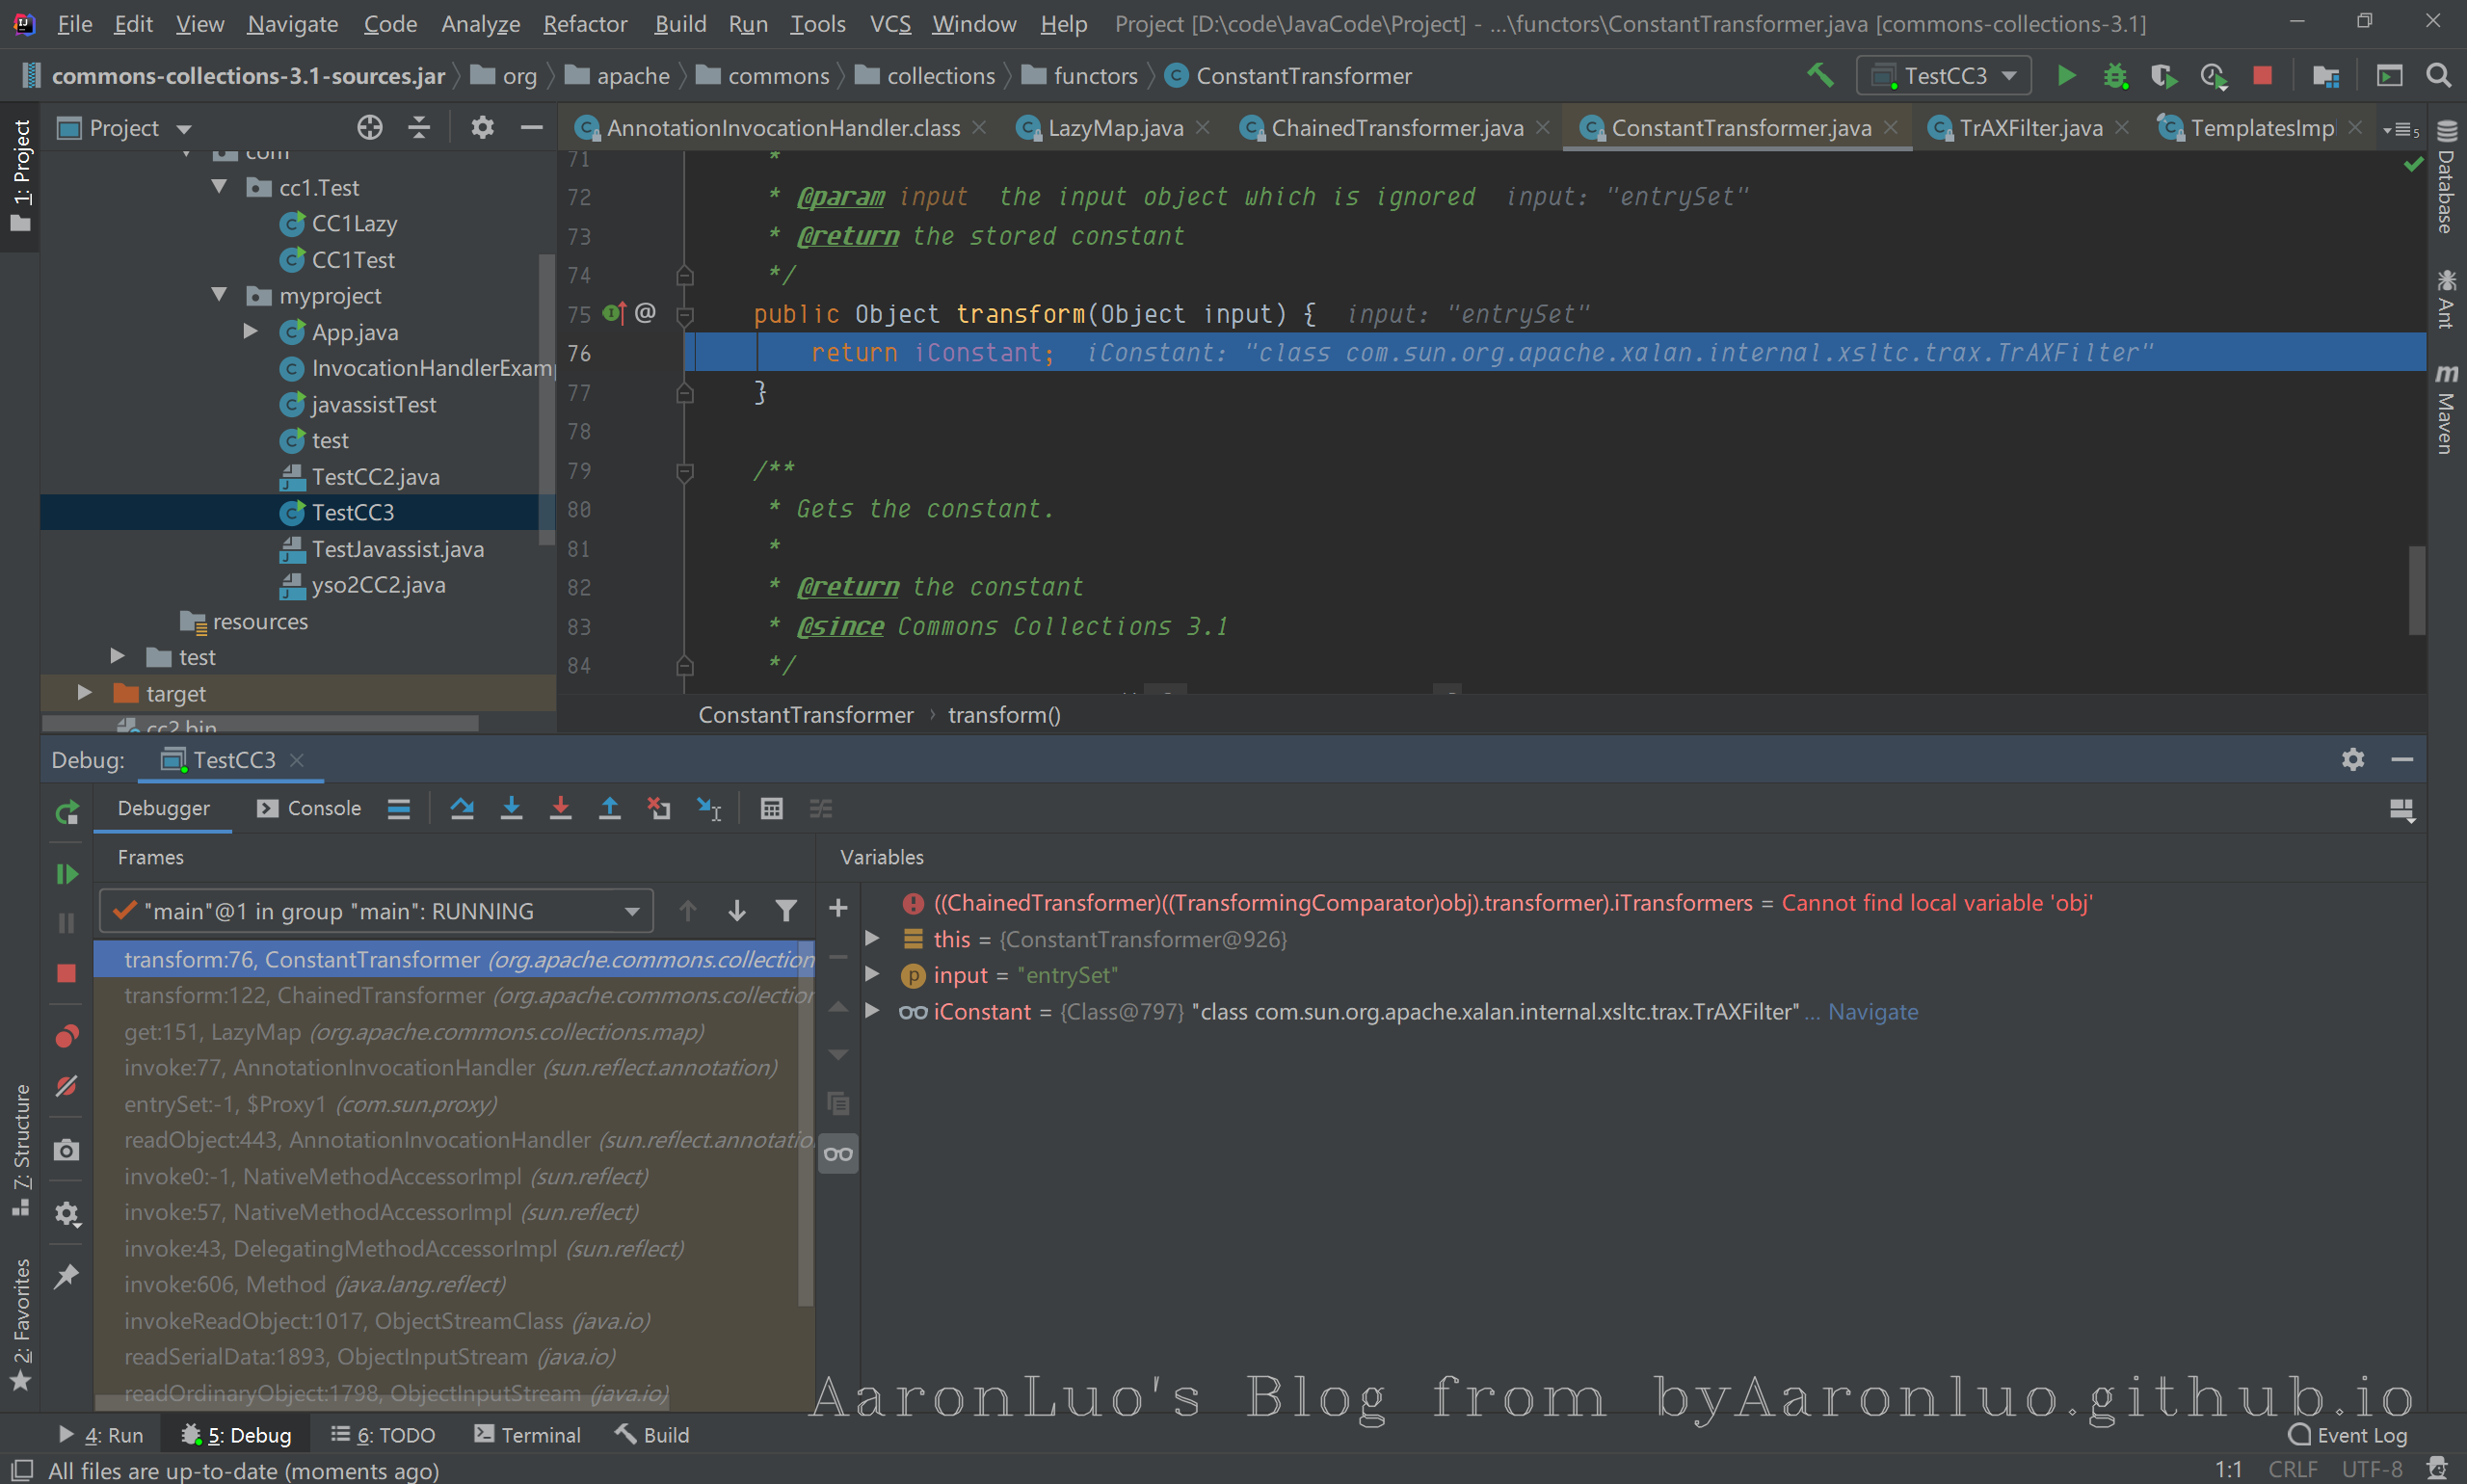 File Edit View Navigate Code Analyze Refactor Build Run Tools VCS Window Help Project [D:\code\JavaCode\Project] - ...\functors\ConstantTransformer.java [commons-collections-3.1]
commons-collections-3.1-sources.jar org apache commons collections functors ConstantTransformer TestCC3
1: Project
Project
AnnotationInvocationHandler.class LazyMap.java ChainedTransformer.java ConstantTransformer.java TrAXFilter.java TemplatesImp 5
com
cc1.Test
CC1Lazy
CC1Test
myproject
App.java
InvocationHandlerExam
javassistTest
test
TestCC2.java
TestCC3
TestJavassist.java
yso2CC2.java
resources
test
target
cc2.bin
71 *
72 * @param input the input object which is ignored input: "entrySet"
73 * @return the stored constant
74 */
75 @ public Object transform(Object input) { input: "entrySet"
76 return iConstant; iConstant: "class com.sun.org.apache.xalan.internal.xsltc.trax.TrAXFilter"
77 }
78
79 /**
80 * Gets the constant.
81 *
82 * @return the constant
83 * @since Commons Collections 3.1
84 */
ConstantTransformer transform()
Database
Ant
Maven
Debug: TestCC3
Debugger Console
Frames
"main"@1 in group "main": RUNNING
transform:76, ConstantTransformer (org.apache.commons.collection
transform:122, ChainedTransformer (org.apache.commons.collection
get:151, LazyMap (org.apache.commons.collections.map)
invoke:77, AnnotationInvocationHandler (sun.reflect.annotation)
entrySet:-1, $Proxy1 (com.sun.proxy)
readObject:443, AnnotationInvocationHandler (sun.reflect.annotatio
invoke0:-1, NativeMethodAccessorImpl (sun.reflect)
invoke:57, NativeMethodAccessorImpl (sun.reflect)
invoke:43, DelegatingMethodAccessorImpl (sun.reflect)
invoke:606, Method (java.lang.reflect)
invokeReadObject:1017, ObjectStreamClass (java.io)
readSerialData:1893, ObjectInputStream (java.io)
readOrdinaryObject:1798, ObjectInputStream (java.io)
Variables
((ChainedTransformer)((TransformingComparator)obj).transformer).iTransformers = Cannot find local variable 'obj'
this = {ConstantTransformer@926}
input = "entrySet"
iConstant = {Class@797} "class com.sun.org.apache.xalan.internal.xsltc.trax.TrAXFilter" ... Navigate
7: Structure
2: Favorites
AaronLuo's Blog from byAaronluo.github.io
4: Run 5: Debug 6: TODO Terminal Build Event Log
All files are up-to-date (moments ago) 1:1 CRLF UTF-8